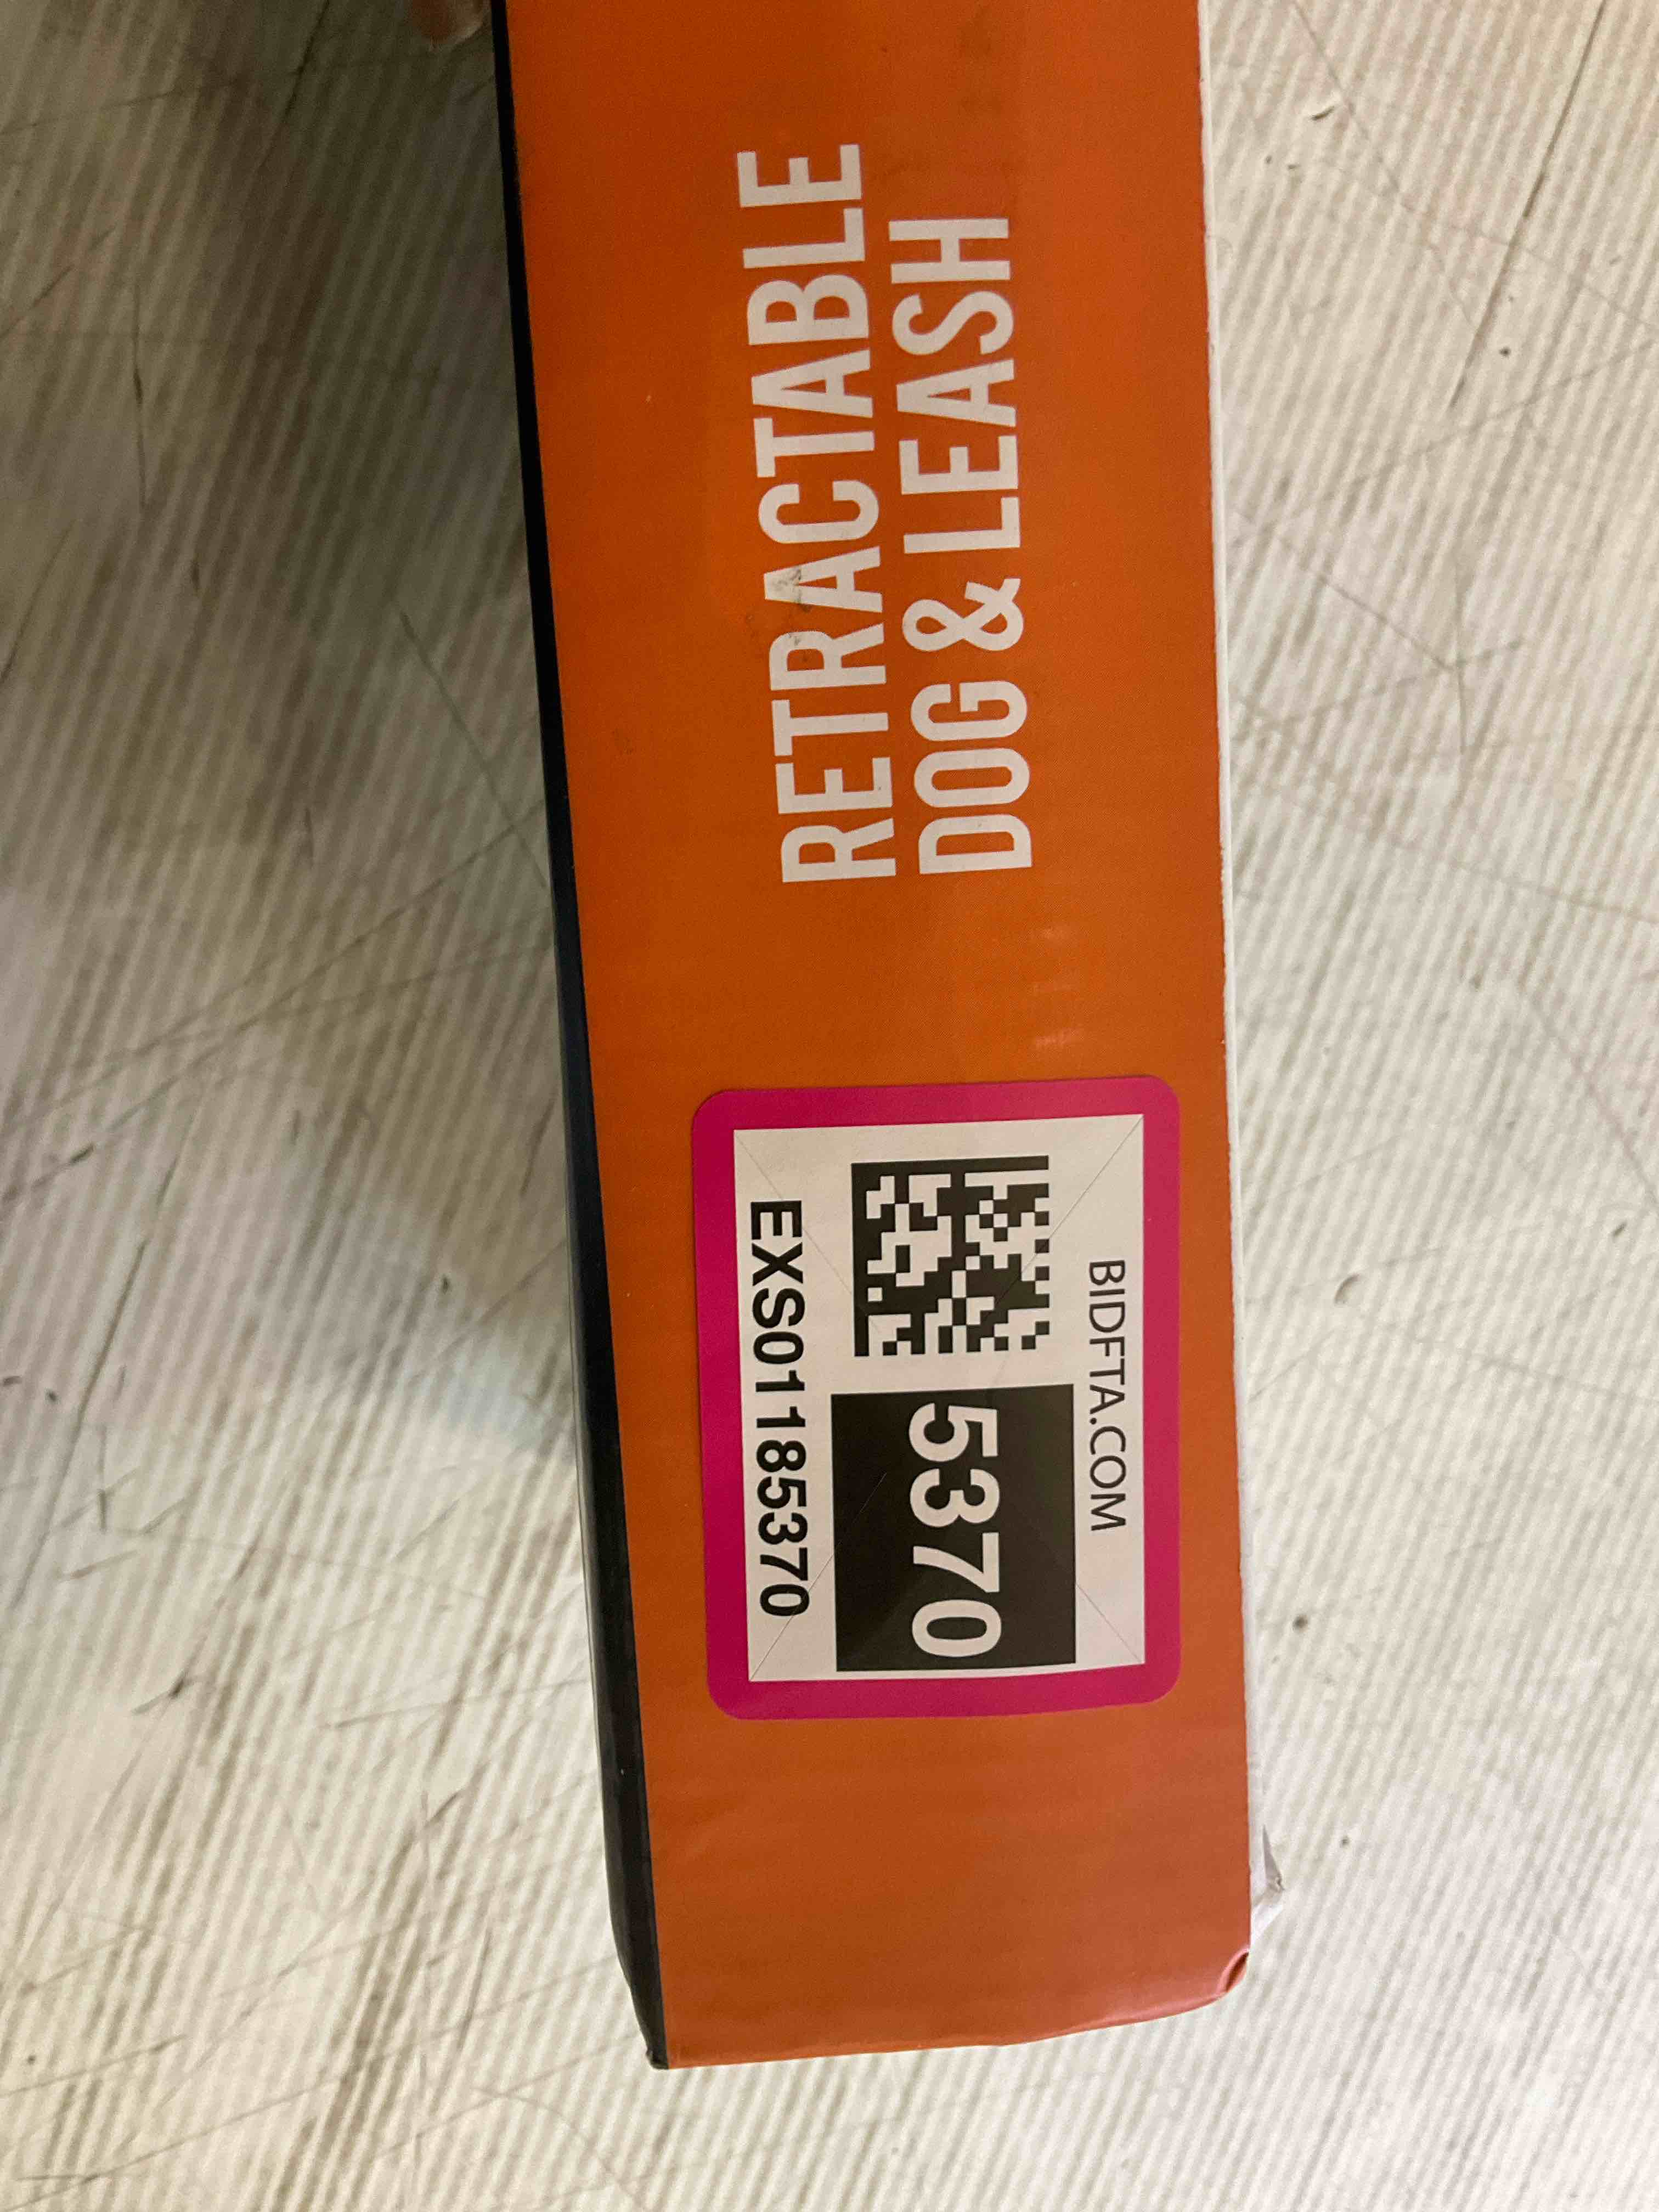 RETRACTABLE
DOG & LEASH
BIDFTA.COM
5370
EXS01185370